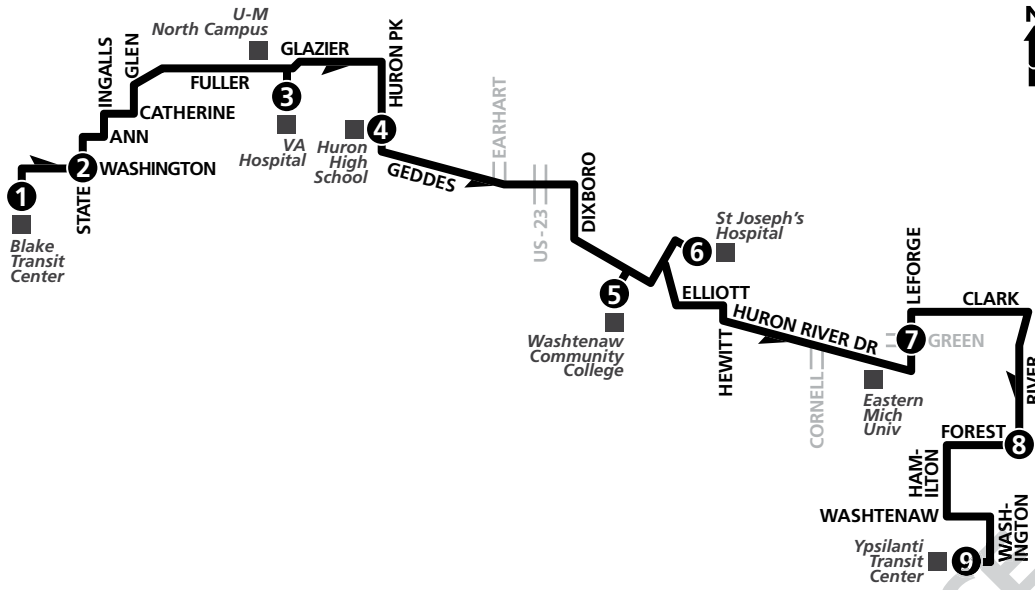 U-M
North Campus
N
INGALLS
GLEN
GLAZIER
HURON PK
FULLER
3
CATHERINE
4
EARHART
ANN
VA
Hospital
Huron
High
School
2
WASHINGTON
GEDDES
1
STATE
DIXBORO
US-23
Blake
Transit
Center
St Joseph's
Hospital
6
LEFORGE
5
ELLIOTT
CLARK
HURON RIVER DR
7
GREEN
Washtenaw
Community
College
HEWITT
CORNELL
Eastern
Mich
Univ
RIVER
FOREST
8
HAM-
ILTON
WASHTENAW
WASH-
INGTON
Ypsilanti
Transit
Center
9